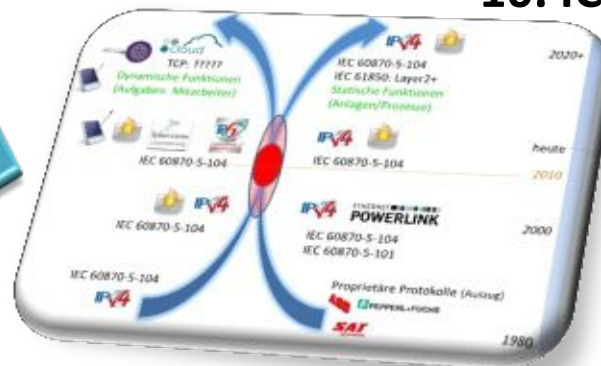 10. IG
cloud
TCP: ?????
Dynamische Funktionen
(Aufgaben Mitarbeiter)
IPv4
IEC 60870-5-104
IEC 61850: Layer2+
Statische Funktionen
(Anlagen/Prozesse)
2020+
IEC 60870-5-104
IPv4
IEC 60870-5-104
heute
2010
IPv4
IEC 60870-5-104
IPv4
ETHERNET
POWERLINK
IEC 60870-5-104
IEC 60870-5-101
2000
IEC 60870-5-104
IPv4
Proprietäre Protokolle (Auszug)
ABB
PEPPERL+FUCHS
SAT
1980